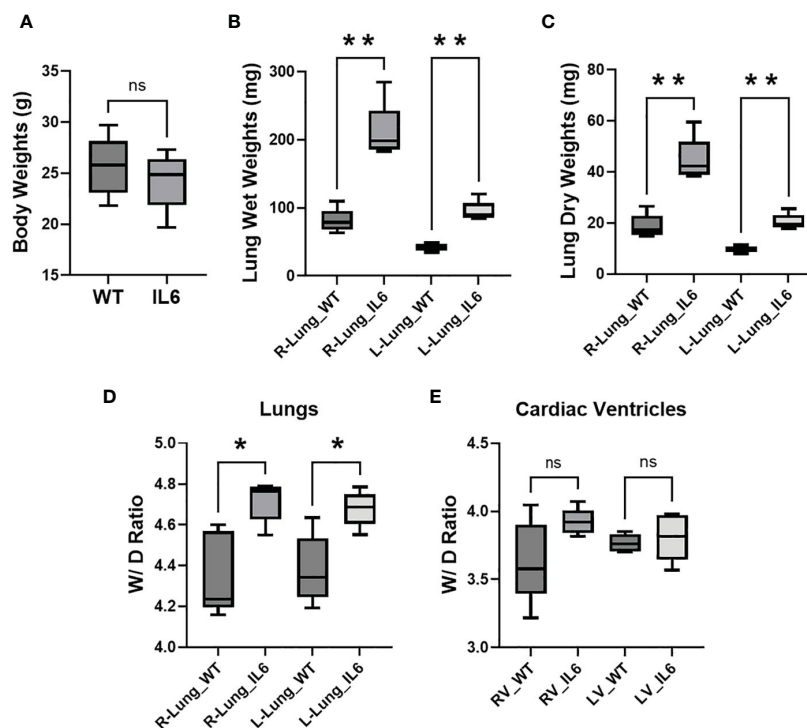 A
Body Weights (g)
35
30
25
20
15
ns
WT IL6
B
Lung Wet Weights (mg)
300
200
100
0
** **
R-Lung_WT
R-Lung_IL6
L-Lung_WT
L-Lung_IL6
C
Lung Dry Weights (mg)
80
60
40
20
0
** **
R-Lung_WT
R-Lung_IL6
L-Lung_WT
L-Lung_IL6
D
Lungs
W/ D Ratio
5.0
4.8
4.6
4.4
4.2
4.0
* *
R-Lung_WT
R-Lung_IL6
L-Lung_WT
L-Lung_IL6
E
Cardiac Ventricles
W/ D Ratio
4.5
4.0
3.5
3.0
ns ns
RV_WT
RV_IL6
LV_WT
LV_IL6